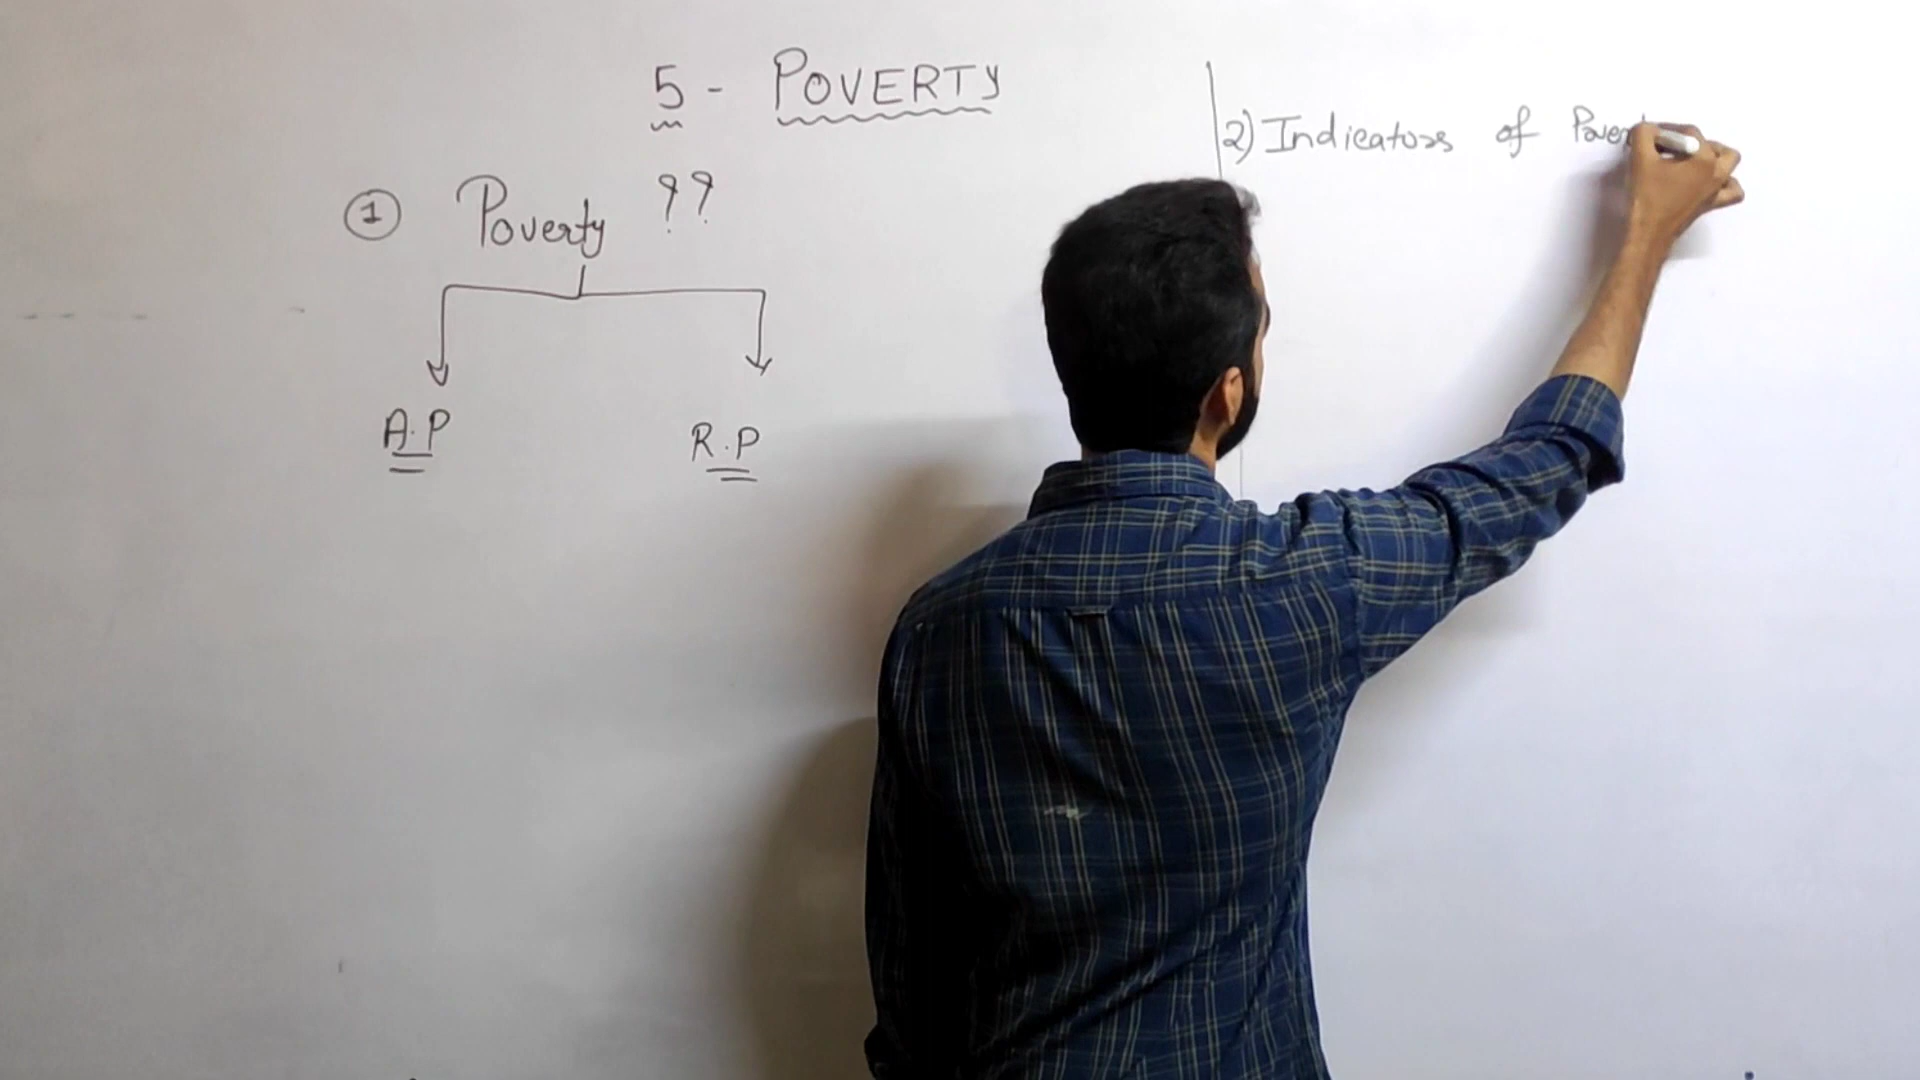 5 - POVERTY
1 Poverty ??
A.P
R.P
2) Indicators of